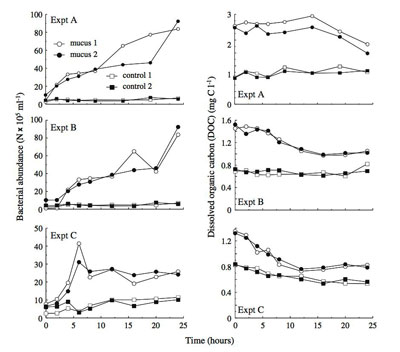 Expt A
mucus 1
mucus 2
control 1
control 2
100
80
60
40
20
0
Expt B
100
80
60
40
20
0
Expt C
50
40
30
20
10
0
0 5 10 15 20 25
Bacterial abundance (N x 10⁵ ml⁻¹)
3
2
1
0
Expt A
1.6
1.2
0.8
0.4
0
Expt B
1.2
0.8
0.4
0
Expt C
0 5 10 15 20 25
Dissolved organic carbon (DOC) (mg C l⁻¹)
Time (hours)